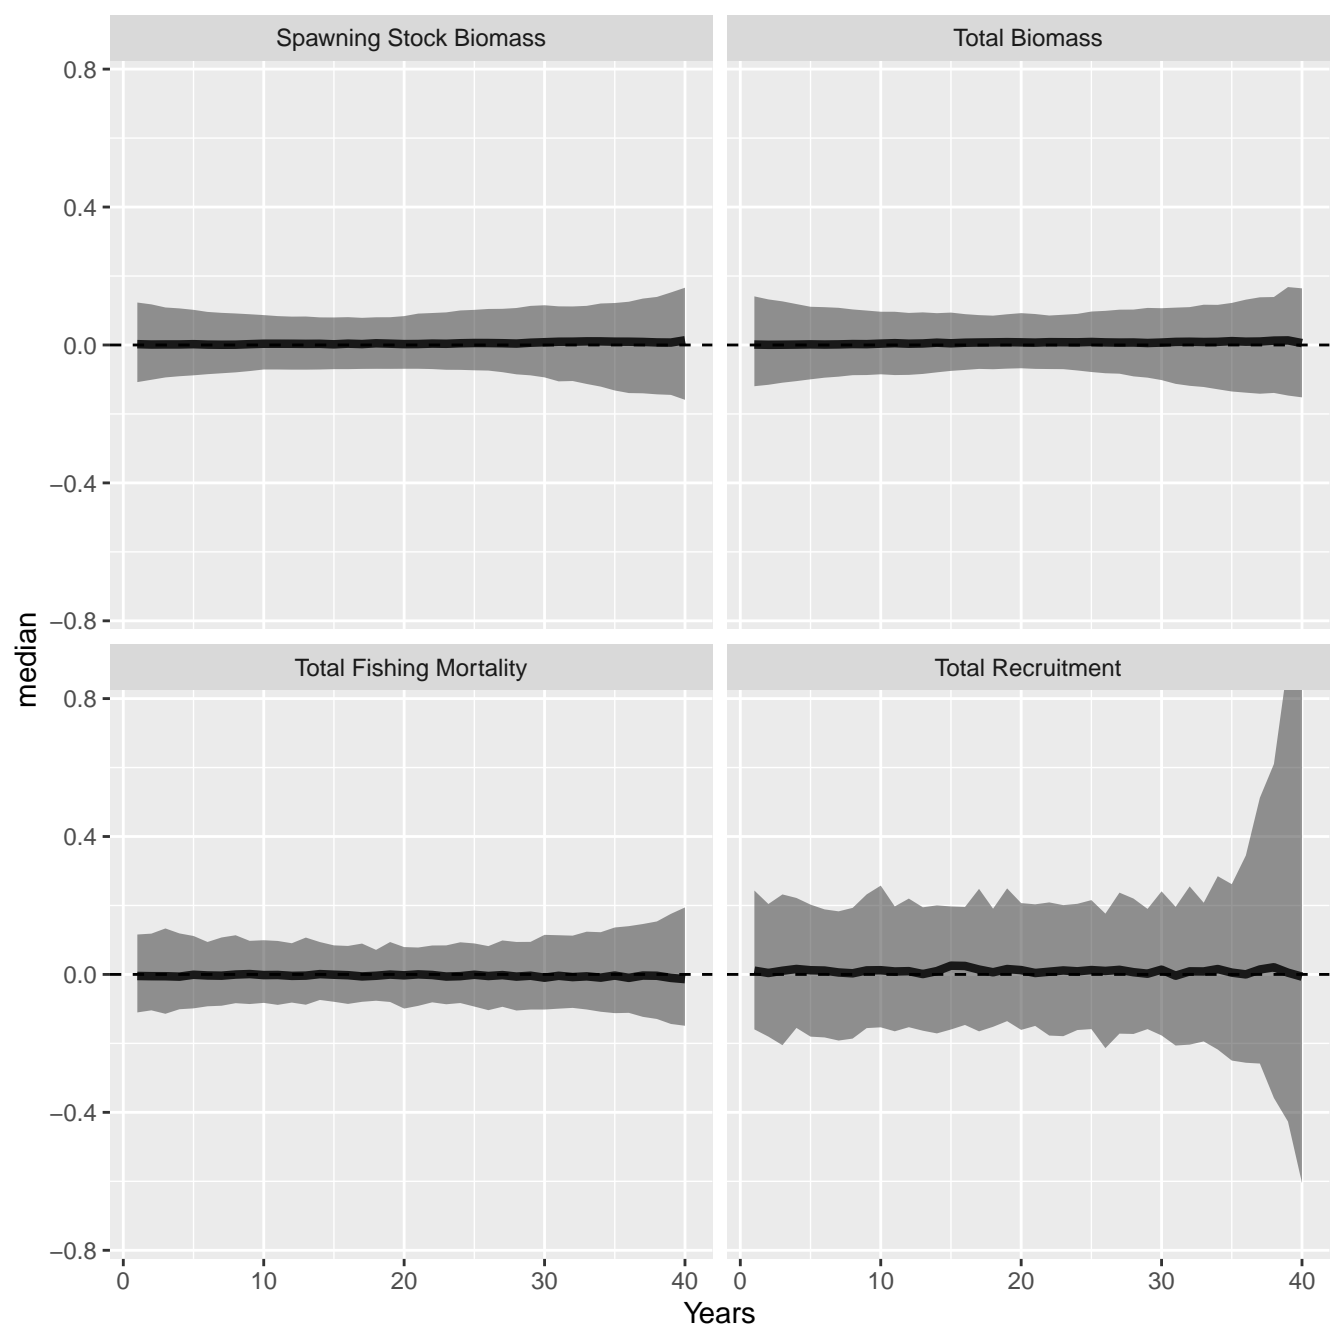 Spawning Stock Biomass
Total Biomass
0.8
0.4
0.0
−0.4
−0.8
median
Total Fishing Mortality
Total Recruitment
0.8
0.4
0.0
−0.4
−0.8
0 10 20 30 40
0 10 20 30 40
Years